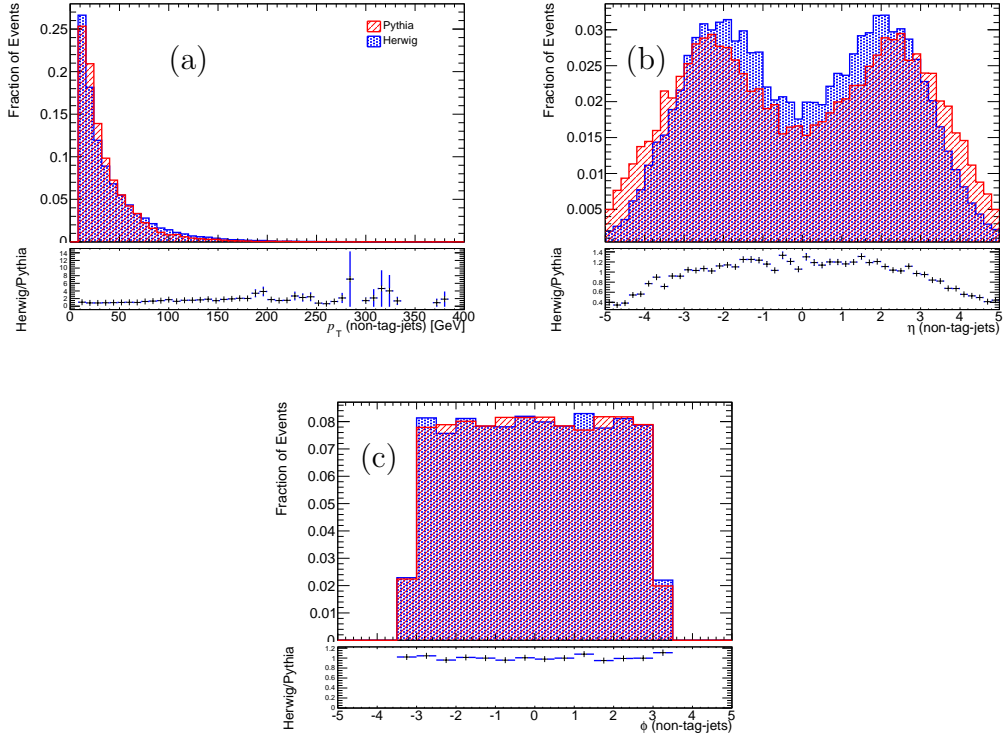 Fraction of Events
0.25
0.2
0.15
0.1
0.05
0
(a)
Pythia
Herwig
Herwig/Pythia
14
12
10
8
6
4
2
0
0 50 100 150 200 250 300 350 400
p_T (non-tag-jets) [GeV]
Fraction of Events
0.03
0.025
0.02
0.015
0.01
0.005
(b)
Herwig/Pythia
1.4
1.2
1
0.8
0.6
0.4
-5 -4 -3 -2 -1 0 1 2 3 4 5
η (non-tag-jets)
Fraction of Events
0.08
0.07
0.06
0.05
0.04
0.03
0.02
0.01
0
(c)
Herwig/Pythia
1.2
1
0.8
0.6
0.4
0.2
0
-5 -4 -3 -2 -1 0 1 2 3 4 5
ϕ (non-tag-jets)